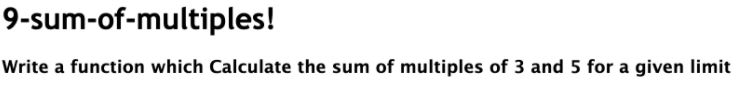 9-sum-of-multiples!
Write a function which Calculate the sum of multiples of 3 and 5 for a given limit